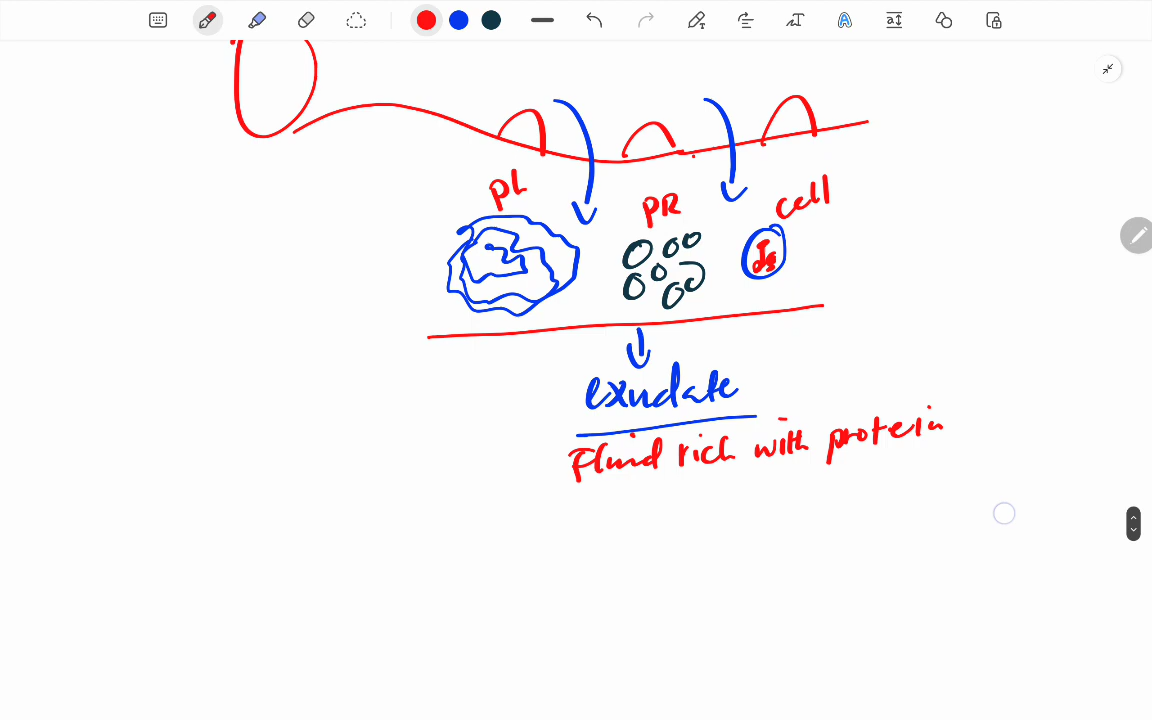 pL
PR
cell
exudate
Fluid rich with protein